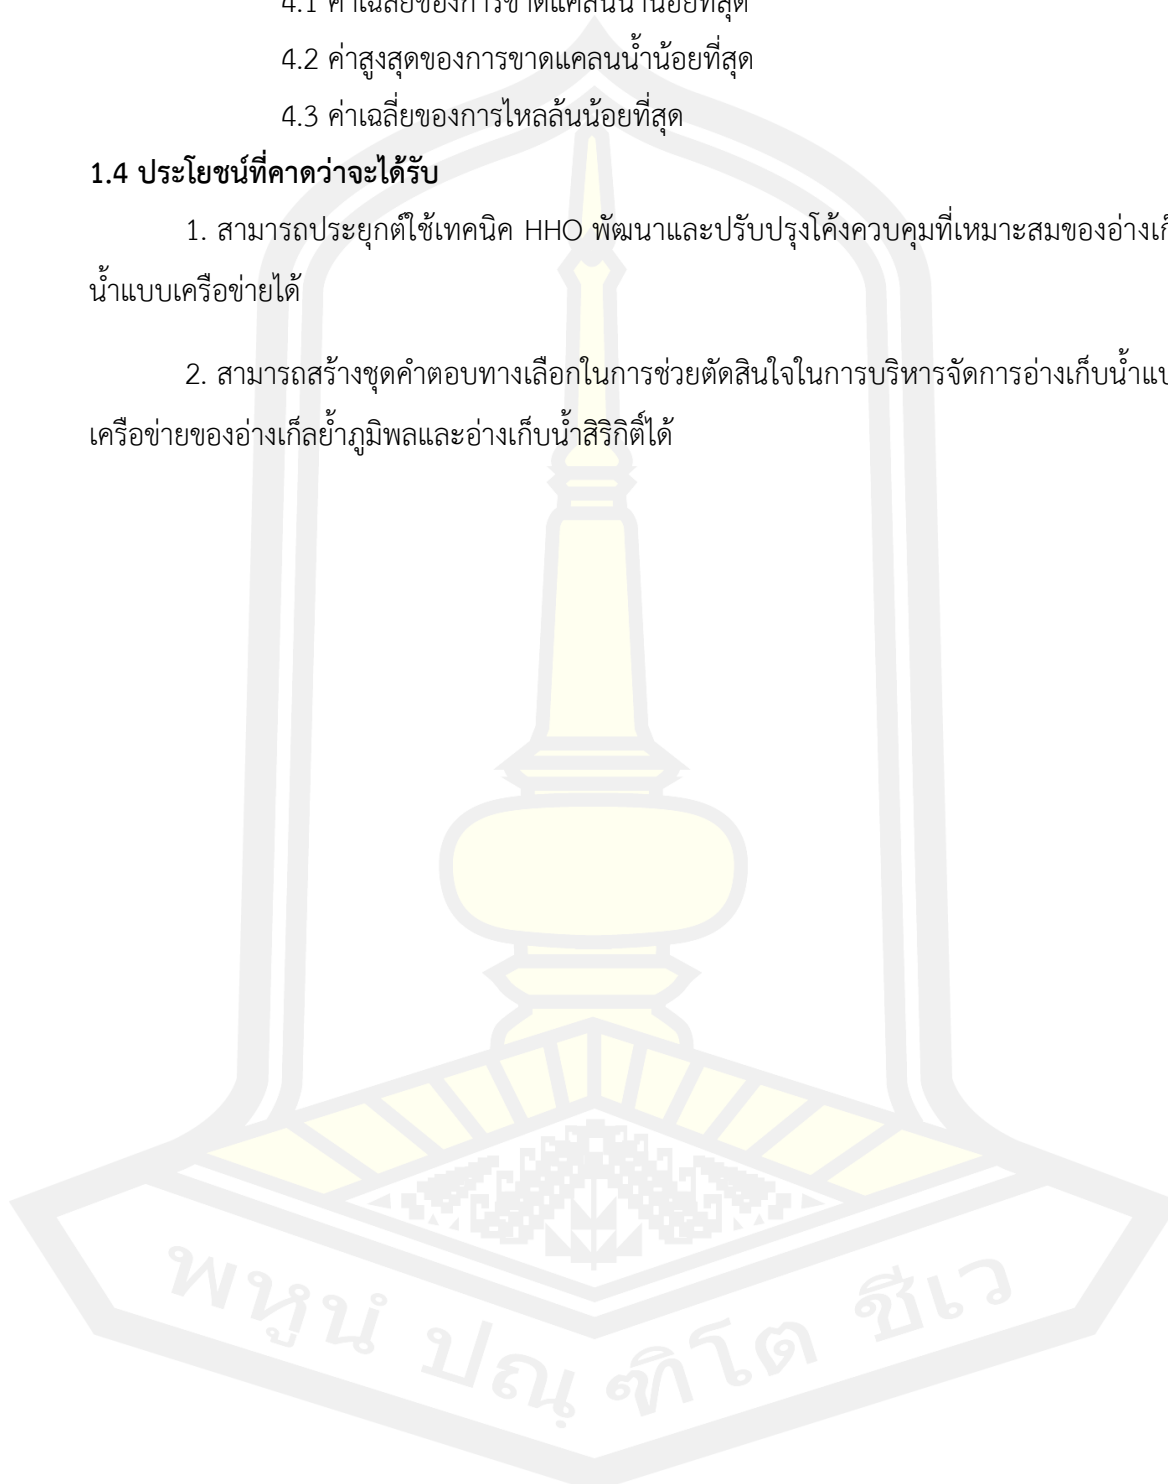 4.1 ค่าเฉลี่ยของการขาดแคลนน้ำน้อยที่สุด
4.2 ค่าสูงสุดของการขาดแคลนน้ำน้อยที่สุด
4.3 ค่าเฉลี่ยของการไหลล้นน้อยที่สุด
1.4 ประโยชน์ที่คาดว่าจะได้รับ
1. สามารถประยุกต์ใช้เทคนิค HHO พัฒนาและปรับปรุงโค้งควบคุมที่เหมาะสมของอ่างเก็
น้ำแบบเครือข่ายได้
2. สามารถสร้างชุดคำตอบทางเลือกในการช่วยตัดสินใจในการบริหารจัดการอ่างเก็บน้ำแบ
เครือข่ายของอ่างเก็ลย้ำภูมิพลและอ่างเก็บน้ำสิริกิติ์ได้
พหูนํ ปณฺฑิโต ชีเว